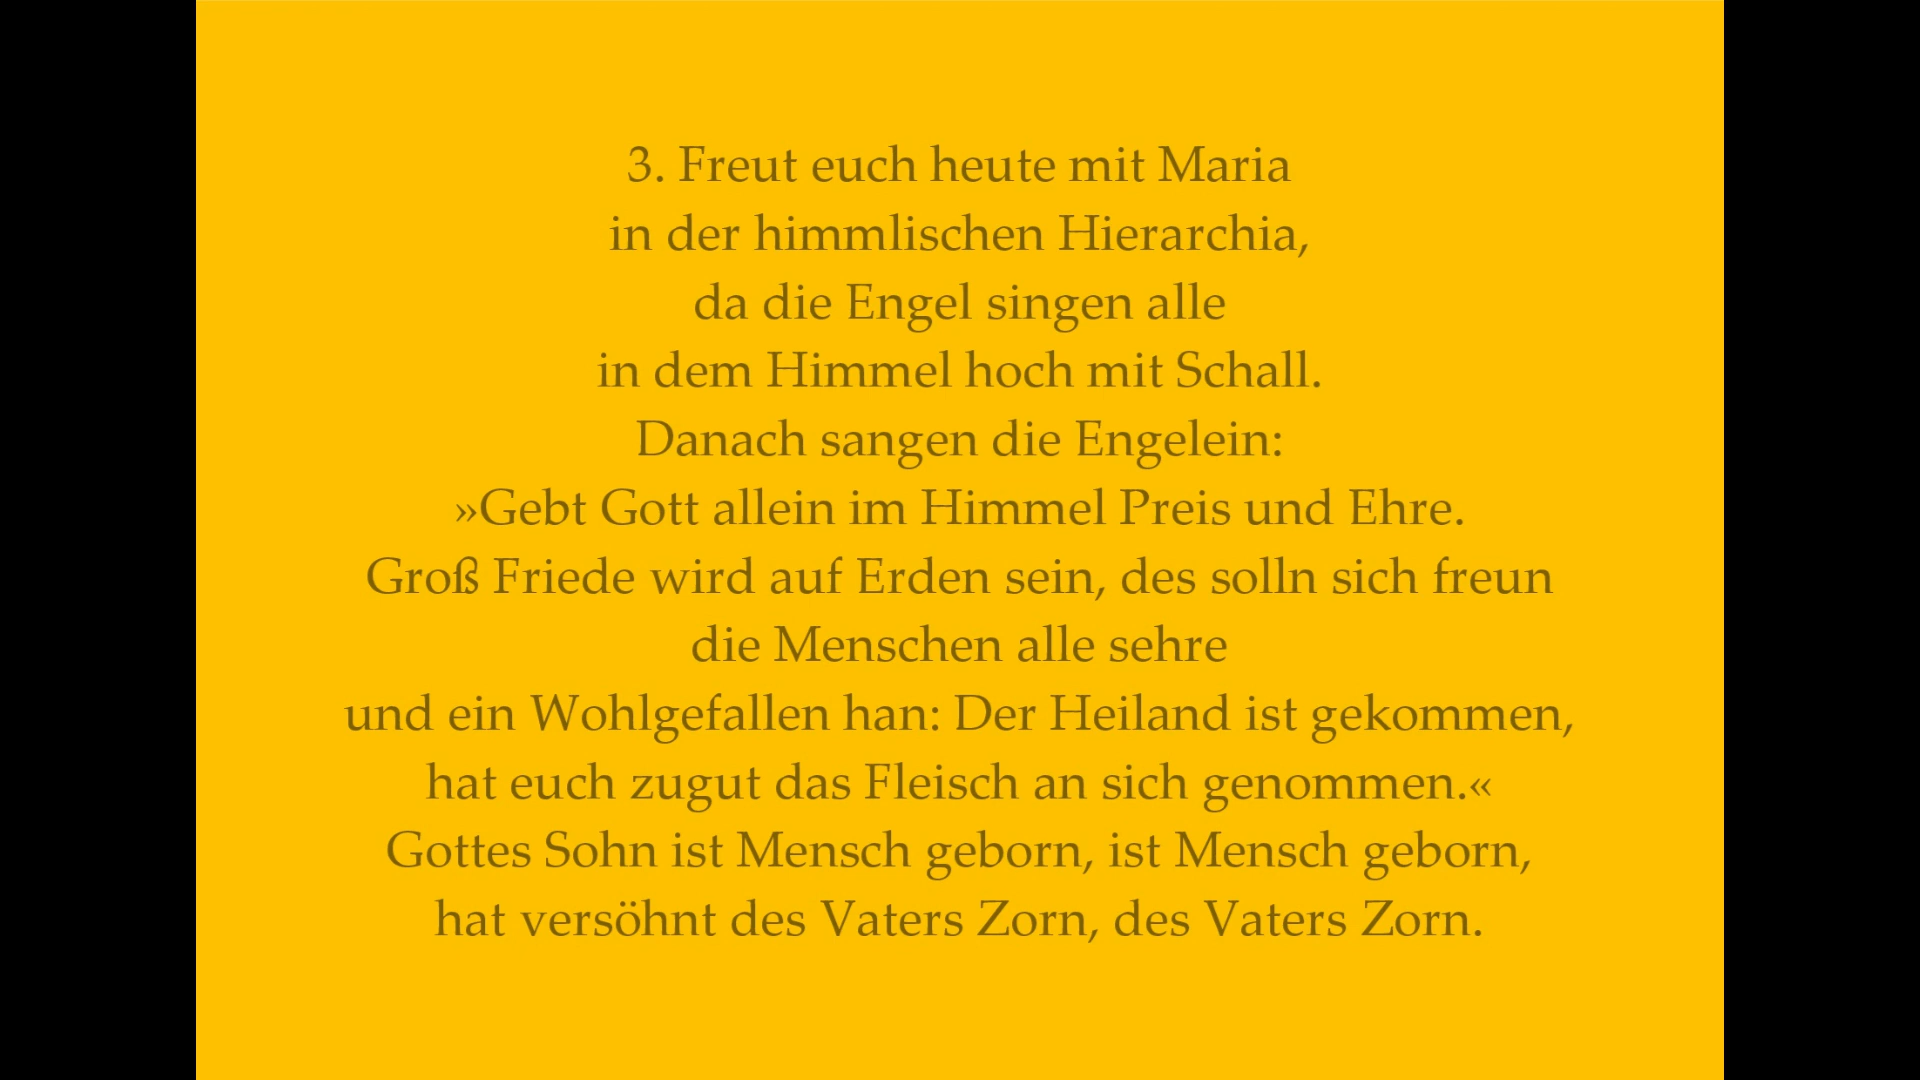 3. Freut euch heute mit Maria
in der himmlischen Hierarchia,
da die Engel singen alle
in dem Himmel hoch mit Schall.
Danach sangen die Engelein:
»Gebt Gott allein im Himmel Preis und Ehre.
Groß Friede wird auf Erden sein, des solln sich freun
die Menschen alle sehre
und ein Wohlgefallen han: Der Heiland ist gekommen,
hat euch zugut das Fleisch an sich genommen.«
Gottes Sohn ist Mensch geborn, ist Mensch geborn,
hat versöhnt des Vaters Zorn, des Vaters Zorn.